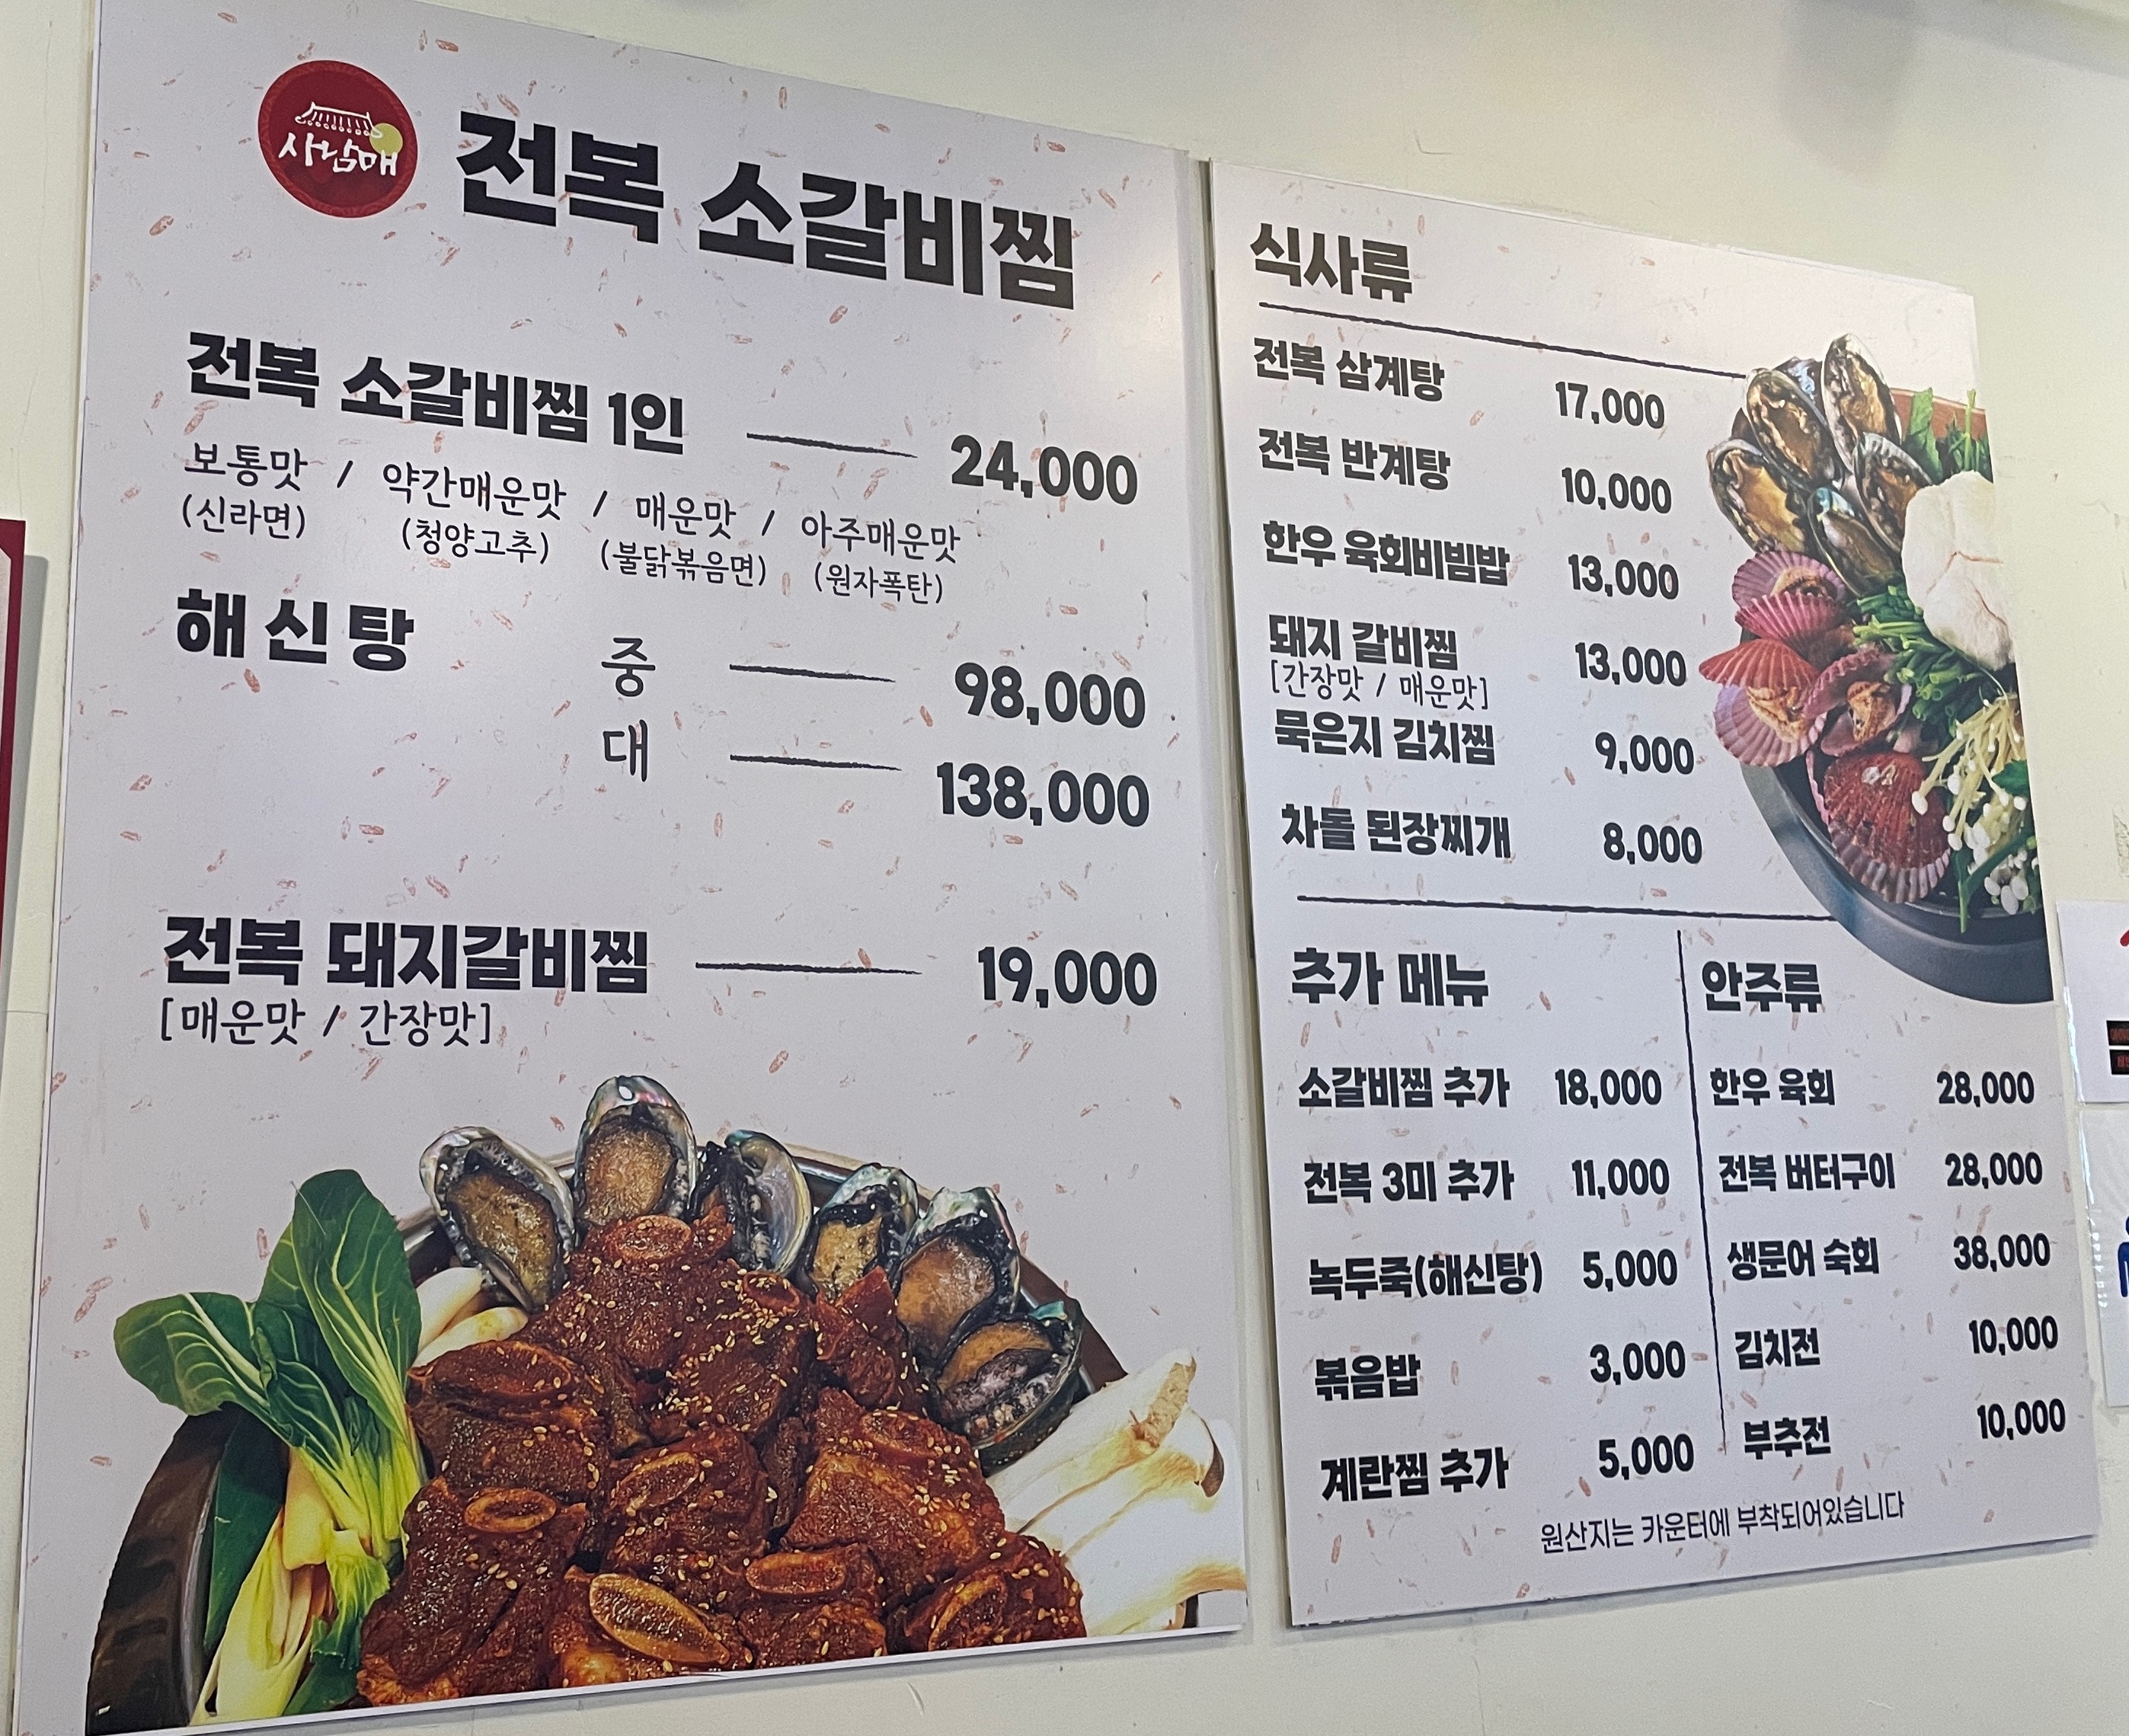 사남매
전복 소갈비찜
전복 소갈비찜 1인 24,000
보통맛 / 약간매운맛 / 매운맛 / 아주매운맛
(신라면) (청양고추) (불닭볶음면) (원자폭탄)
해신탕 중 98,000
대 138,000
전복 돼지갈비찜 19,000
[매운맛 / 간장맛]
식사류
전복 삼계탕 17,000
전복 반계탕 10,000
한우 육회비빔밥 13,000
돼지 갈비찜 13,000
[간장맛 / 매운맛]
묵은지 김치찜 9,000
차돌 된장찌개 8,000
추가 메뉴
소갈비찜 추가 18,000
전복 3미 추가 11,000
녹두죽(해신탕) 5,000
볶음밥 3,000
계란찜 추가 5,000
안주류
한우 육회 28,000
전복 버터구이 28,000
생문어 숙회 38,000
김치전 10,000
부추전 10,000
원산지는 카운터에 부착되어있습니다